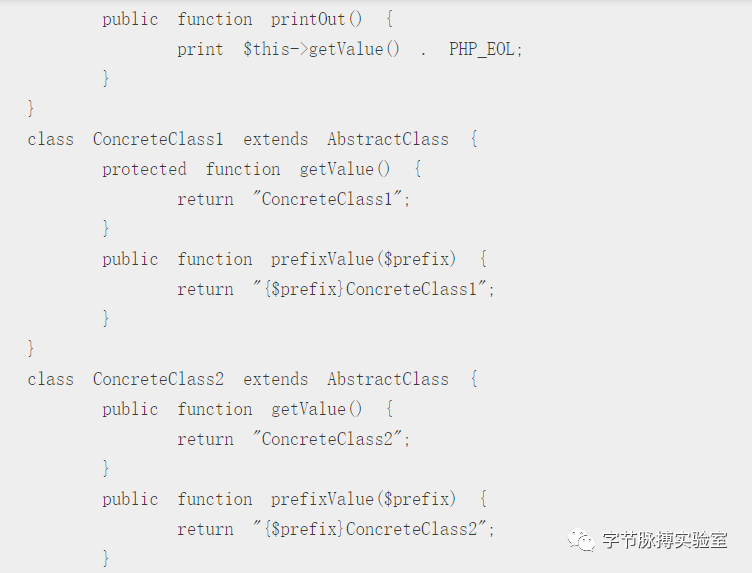 public function printOut() {
print $this->getValue() . PHP_EOL;
}
}
class ConcreteClass1 extends AbstractClass {
protected function getValue() {
return "ConcreteClass1";
}
public function prefixValue($prefix) {
return "{$prefix}ConcreteClass1";
}
}
class ConcreteClass2 extends AbstractClass {
public function getValue() {
return "ConcreteClass2";
}
public function prefixValue($prefix) {
return "{$prefix}ConcreteClass2";
}
字节脉搏实验室